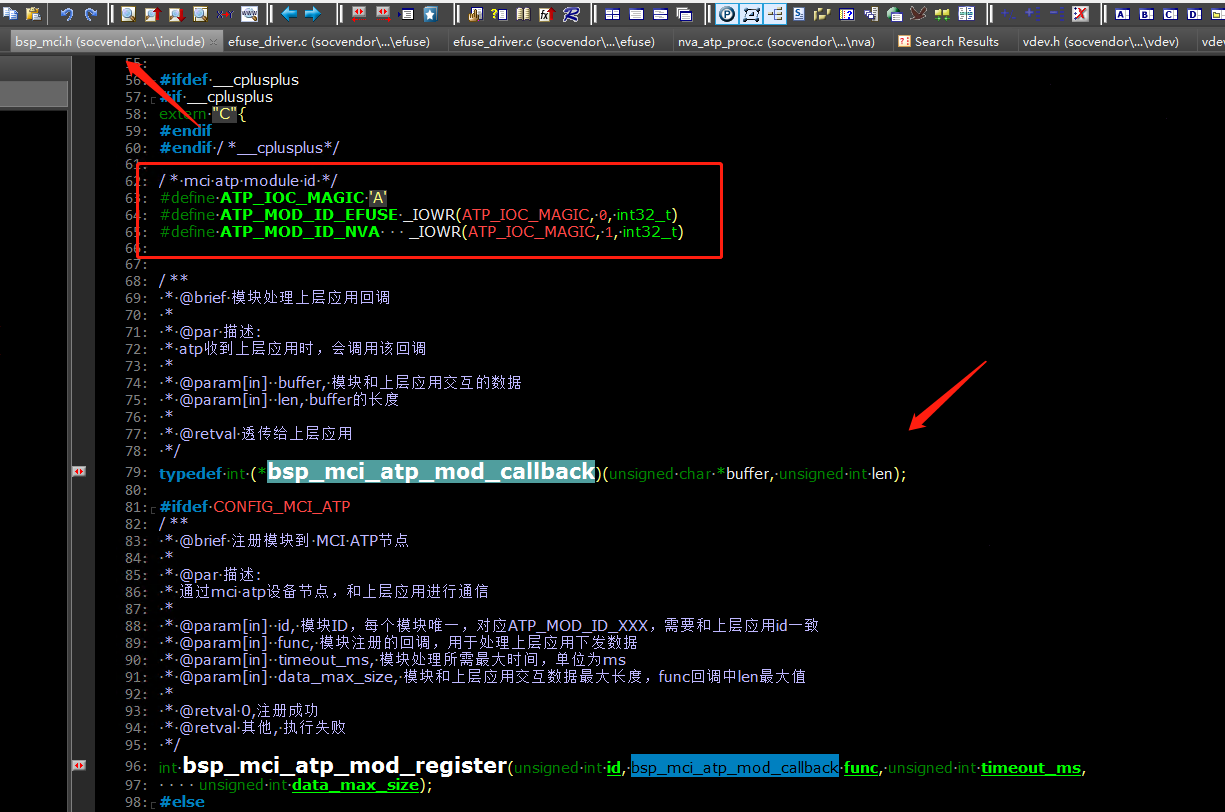 bsp_mci.h (socvendor\...\include)
efuse_driver.c (socvendor\...\efuse)
efuse_driver.c (socvendor\...\efuse)
nva_atp_proc.c (socvendor\...\nva)
Search Results
vdev.h (socvendor\...\vdev)
vdev
55:
56: #ifdef __cplusplus
57: #if __cplusplus
58: extern "C"{
59: #endif
60: #endif /*__cplusplus*/
61:
62: /* mci atp module id */
63: #define ATP_IOC_MAGIC 'A'
64: #define ATP_MOD_ID_EFUSE _IOWR(ATP_IOC_MAGIC, 0, int32_t)
65: #define ATP_MOD_ID_NVA _IOWR(ATP_IOC_MAGIC, 1, int32_t)
66:
67:
68: /**
69: * @brief 模块处理上层应用回调
70: *
71: * @par 描述:
72: * atp收到上层应用时，会调用该回调
73: *
74: * @param[in] buffer, 模块和上层应用交互的数据
75: * @param[in] len, buffer的长度
76: *
77: * @retval 透传给上层应用
78: */
79: typedef int (*bsp_mci_atp_mod_callback)(unsigned char *buffer, unsigned int len);
80:
81: #ifdef CONFIG_MCI_ATP
82: /**
83: * @brief 注册模块到 MCI ATP节点
84: *
85: * @par 描述:
86: * 通过mci atp设备节点，和上层应用进行通信
87: *
88: * @param[in] id, 模块ID，每个模块唯一，对应ATP_MOD_ID_XXX，需要和上层应用id一致
89: * @param[in] func, 模块注册的回调，用于处理上层应用下发数据
90: * @param[in] timeout_ms, 模块处理所需最大时间，单位为ms
91: * @param[in] data_max_size, 模块和上层应用交互数据最大长度，func回调中len最大值
92: *
93: * @retval 0,注册成功
94: * @retval 其他, 执行失败
95: */
96: int bsp_mci_atp_mod_register(unsigned int id, bsp_mci_atp_mod_callback func, unsigned int timeout_ms,
97: unsigned int data_max_size);
98: #else